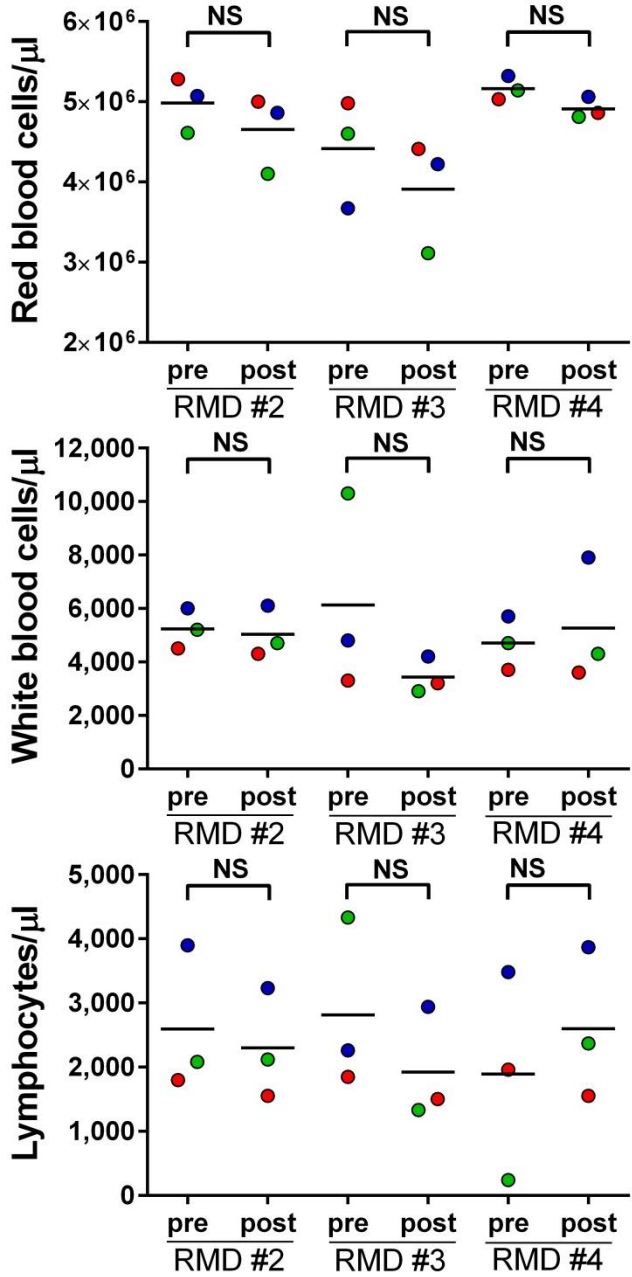 Red blood cells/µl
6×10⁶
5×10⁶
4×10⁶
3×10⁶
2×10⁶
NS NS NS
pre post pre post pre post
RMD #2 RMD #3 RMD #4
White blood cells/µl
12,000
10,000
8,000
6,000
4,000
2,000
0
NS NS NS
pre post pre post pre post
RMD #2 RMD #3 RMD #4
Lymphocytes/µl
5,000
4,000
3,000
2,000
1,000
0
NS NS NS
pre post pre post pre post
RMD #2 RMD #3 RMD #4